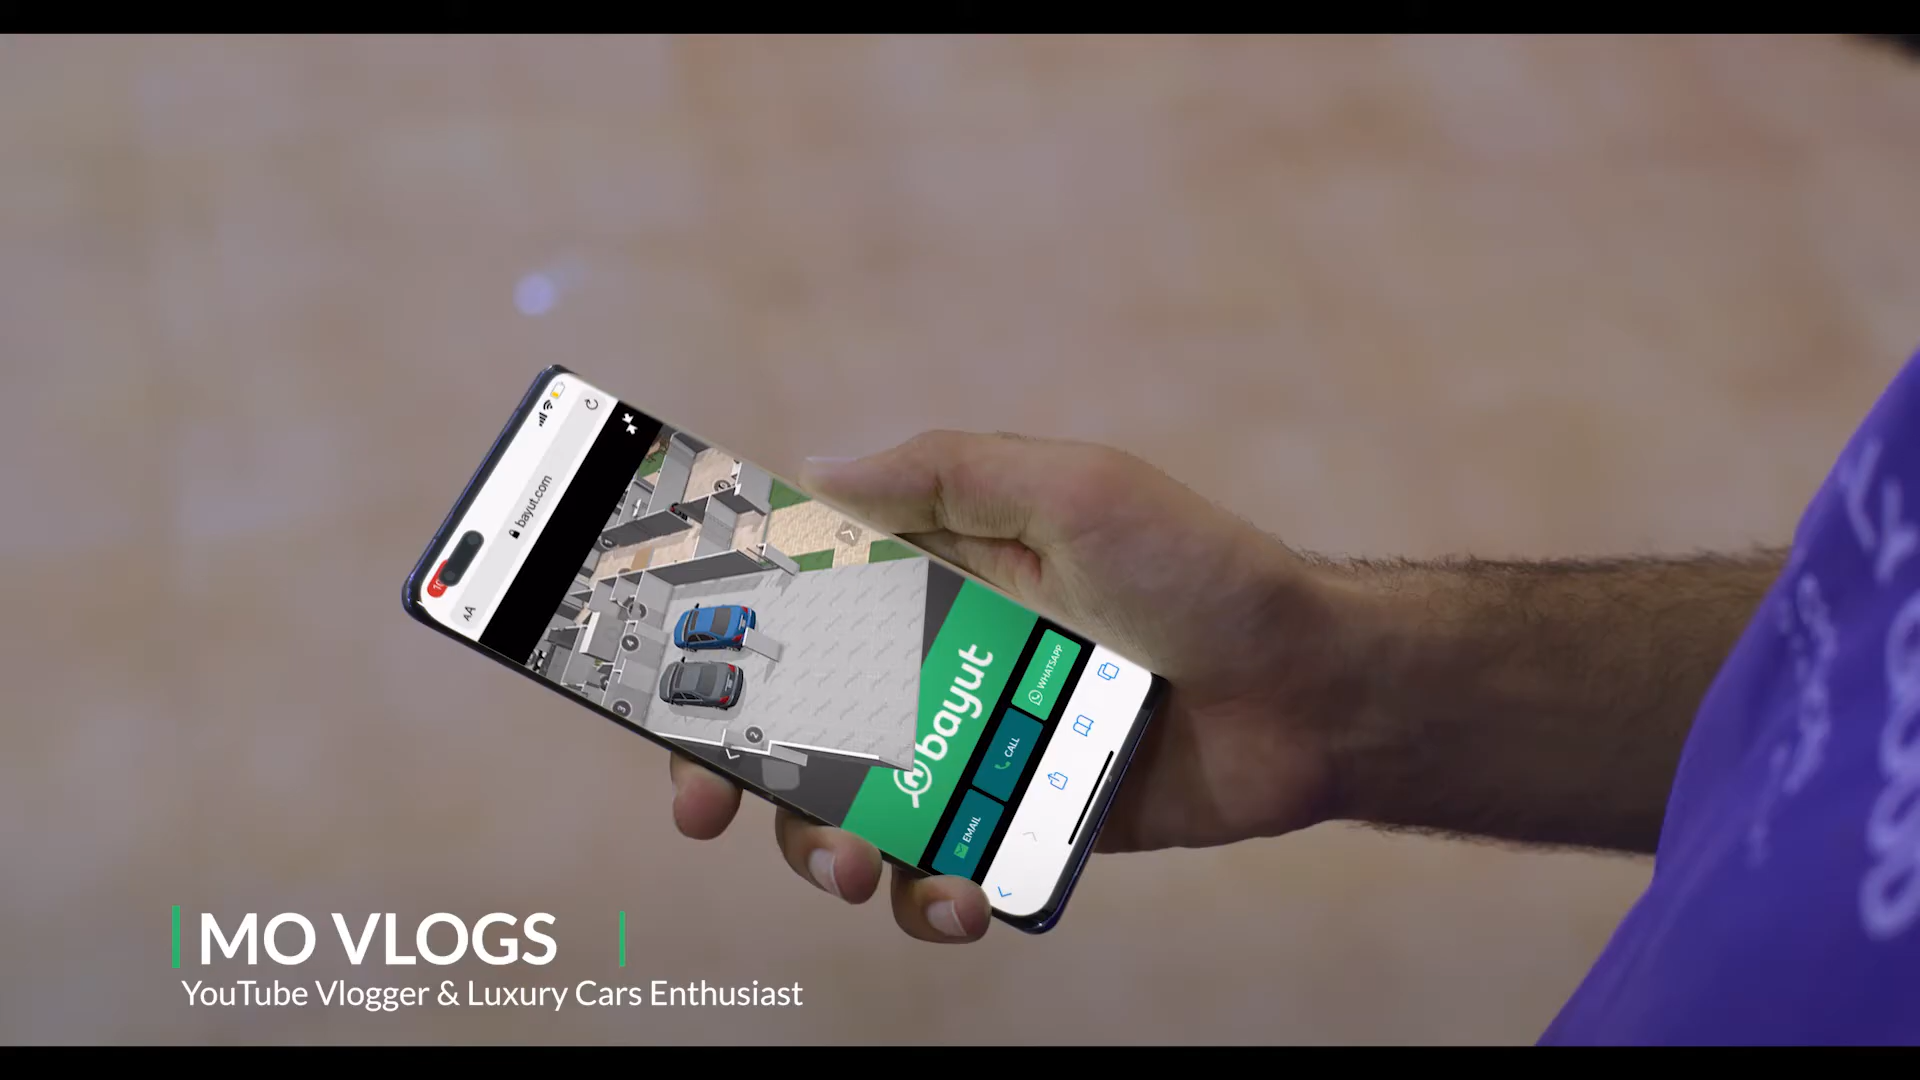 bayut.com
AA
bayut
EMAIL
CALL
WHATSAPP
MO VLOGS
YouTube Vlogger & Luxury Cars Enthusiast